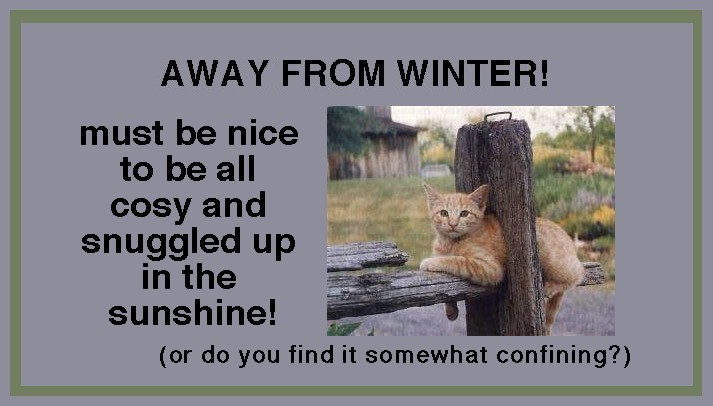 AWAY FROM WINTER!
must be nice
to be all
cosy and
snuggled up
in the
sunshine!
(or do you find it somewhat confining?)